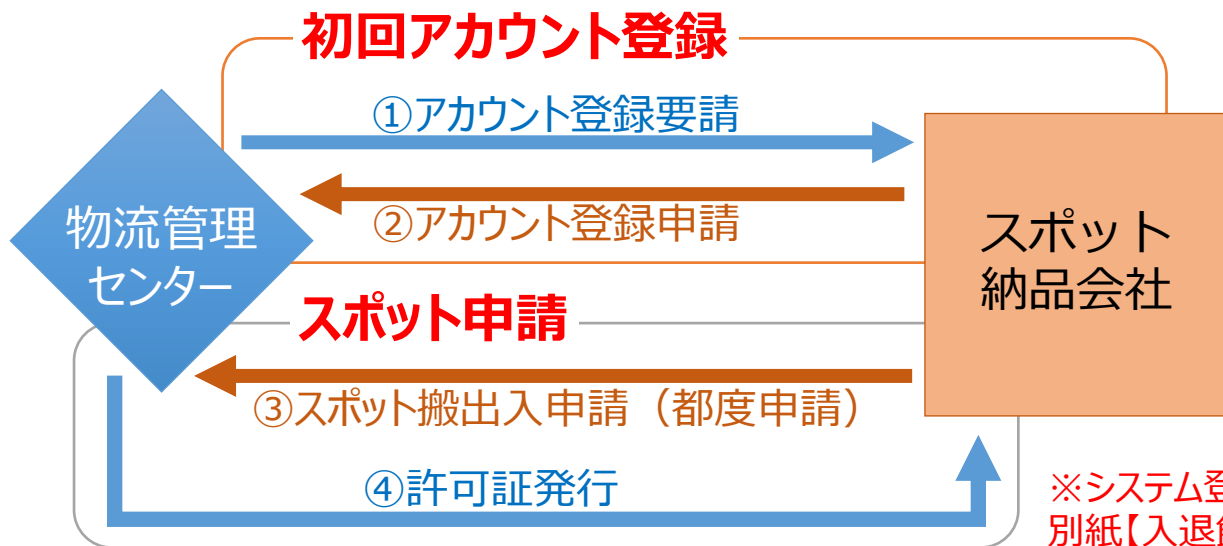 初回アカウント登録
①アカウント登録要請
②アカウント登録申請
物流管理
センター
スポット
納品会社
スポット申請
③スポット搬出入申請（都度申請）
④許可証発行
※システム登
別紙【入退